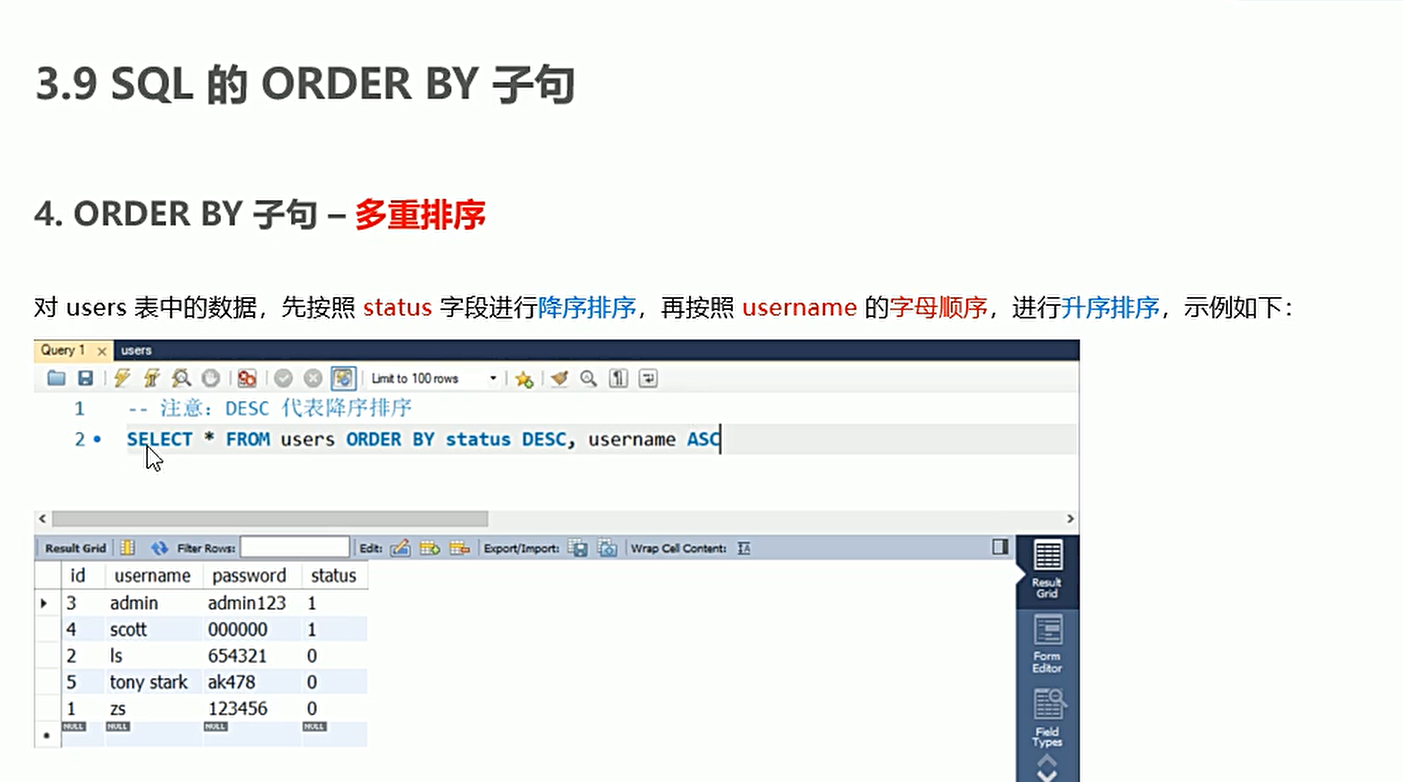 3.9 SQL 的 ORDER BY 子句
4. ORDER BY 子句 – 多重排序
对 users 表中的数据，先按照 status 字段进行降序排序，再按照 username 的字母顺序，进行升序排序，示例如下：
Query 1 users
Limit to 100 rows
1 -- 注意：DESC 代表降序排序
2 SELECT * FROM users ORDER BY status DESC, username ASC
Result Grid Filter Rows: Edit: Export/Import: Wrap Cell Content:
id username password status
3 admin admin123 1
4 scott 000000 1
2 ls 654321 0
5 tony stark ak478 0
1 zs 123456 0
NULL NULL NULL NULL
Result
Grid
Form
Editor
Field
Types